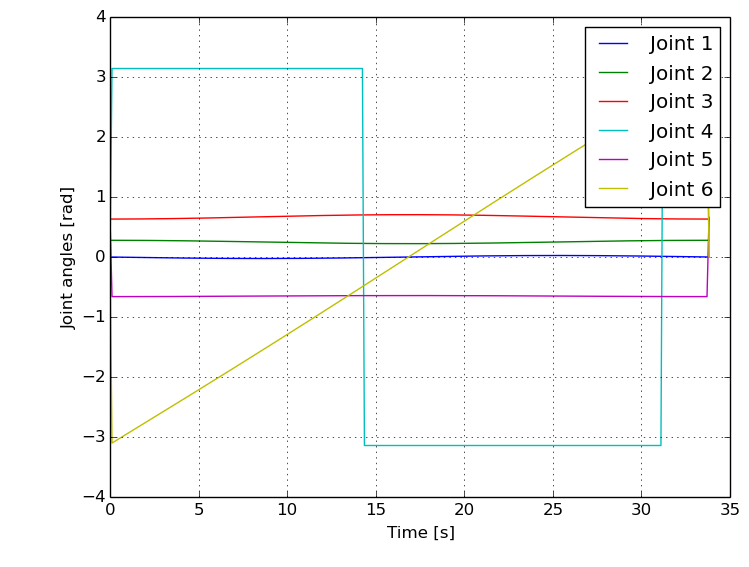 4
3
2
1
0
−1
−2
−3
−4
0 5 10 15 20 25 30 35
Joint angles [rad]
Time [s]
Joint 1
Joint 2
Joint 3
Joint 4
Joint 5
Joint 6